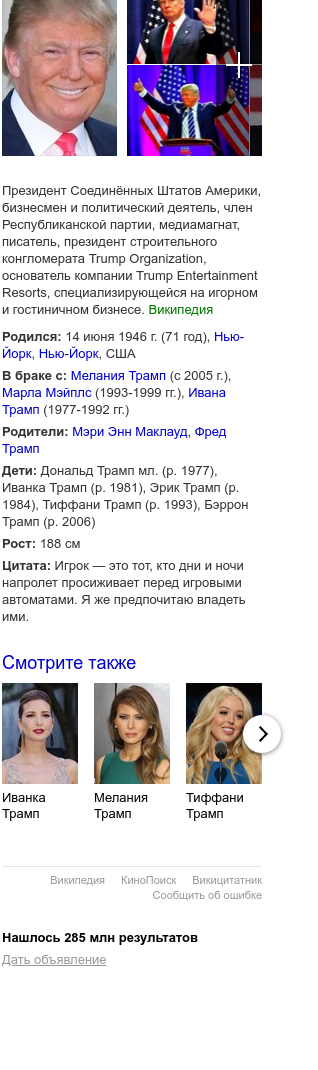 Президент Соединённых Штатов Америки,
бизнесмен и политический деятель, член
Республиканской партии, медиамагнат,
писатель, президент строительного
конгломерата Trump Organization,
основатель компании Trump Entertainment
Resorts, специализирующейся на игорном
и гостиничном бизнесе. Википедия
Родился: 14 июня 1946 г. (71 год), Нью-
Йорк, Нью-Йорк, США
В браке с: Мелания Трамп (с 2005 г.),
Марла Мэйплс (1993-1999 гг.), Ивана
Трамп (1977-1992 гг.)
Родители: Мэри Энн Маклауд, Фред
Трамп
Дети: Дональд Трамп мл. (р. 1977),
Иванка Трамп (р. 1981), Эрик Трамп (р.
1984), Тиффани Трамп (р. 1993), Бэррон
Трамп (р. 2006)
Рост: 188 см
Цитата: Игрок — это тот, кто дни и ночи
напролет просиживает перед игровыми
автоматами. Я же предпочитаю владеть
ими.
Смотрите также
Иванка
Трамп
Мелания
Трамп
Тиффани
Трамп
Википедия КиноПоиск Викицитатник
Сообщить об ошибке
Нашлось 285 млн результатов
Дать объявление